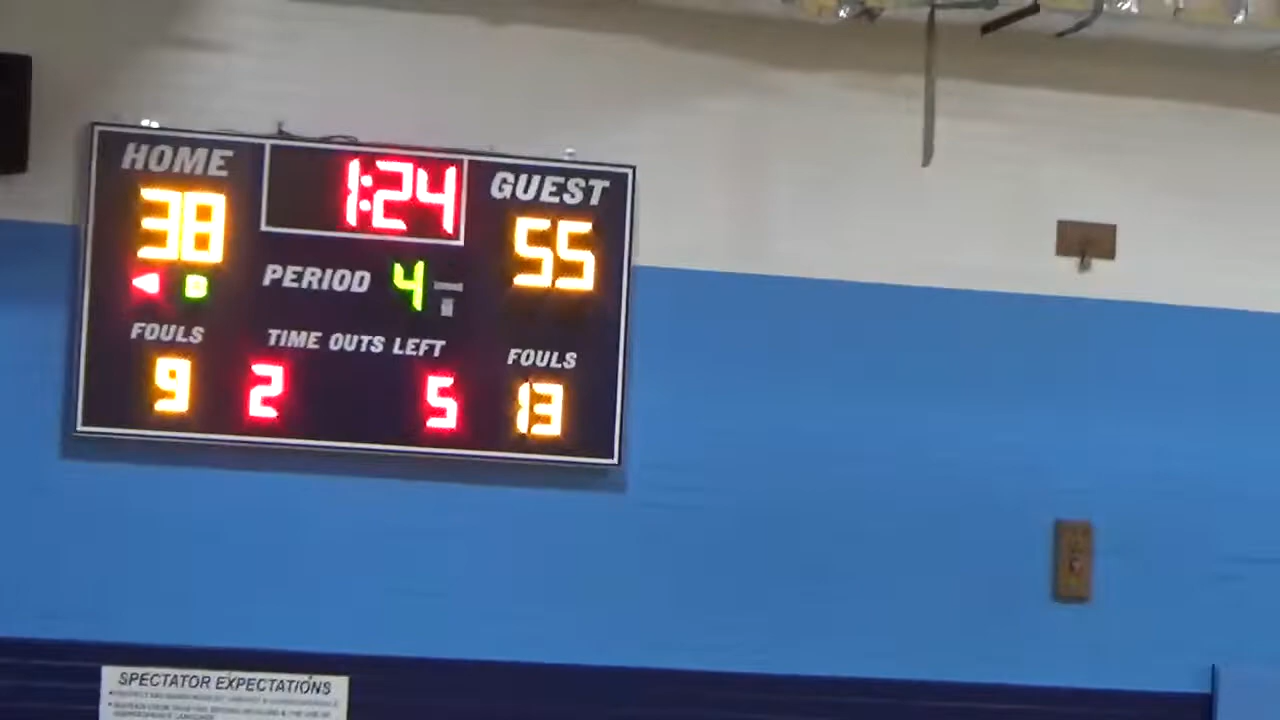 HOME 1:24 GUEST
38 55
PERIOD 4
B
FOULS TIME OUTS LEFT FOULS
9 2 5 13
SPECTATOR EXPECTATIONS